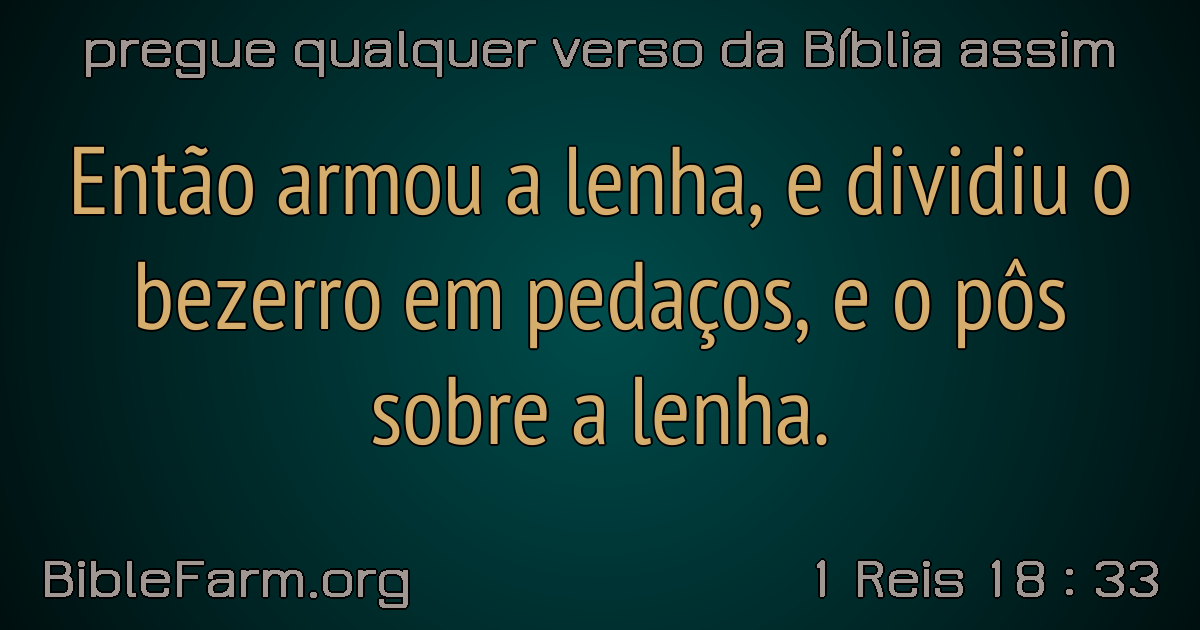 pregue qualquer verso da Bíblia assim
Então armou a lenha, e dividiu o
bezerro em pedaços, e o pôs
sobre a lenha.
BibleFarm.org
1 Reis 18 : 33